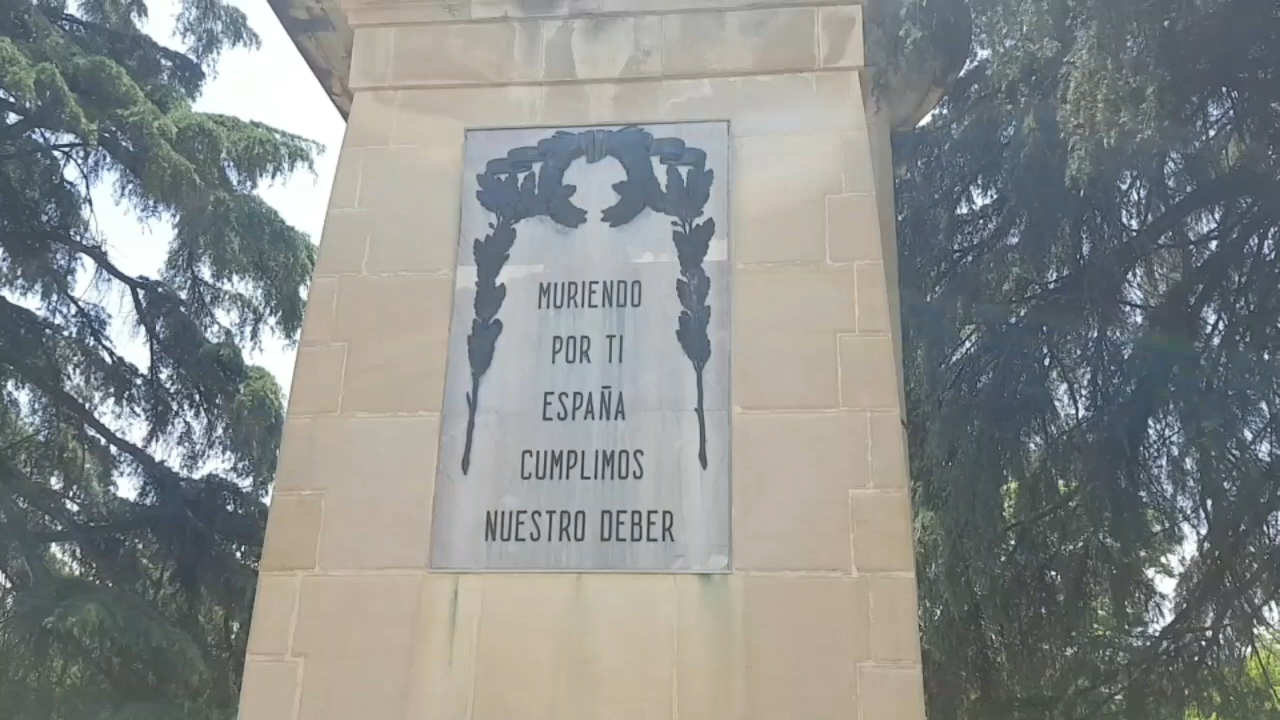 MURIENDO
POR TI
ESPAÑA
CUMPLIMOS
NUESTRO DEBER